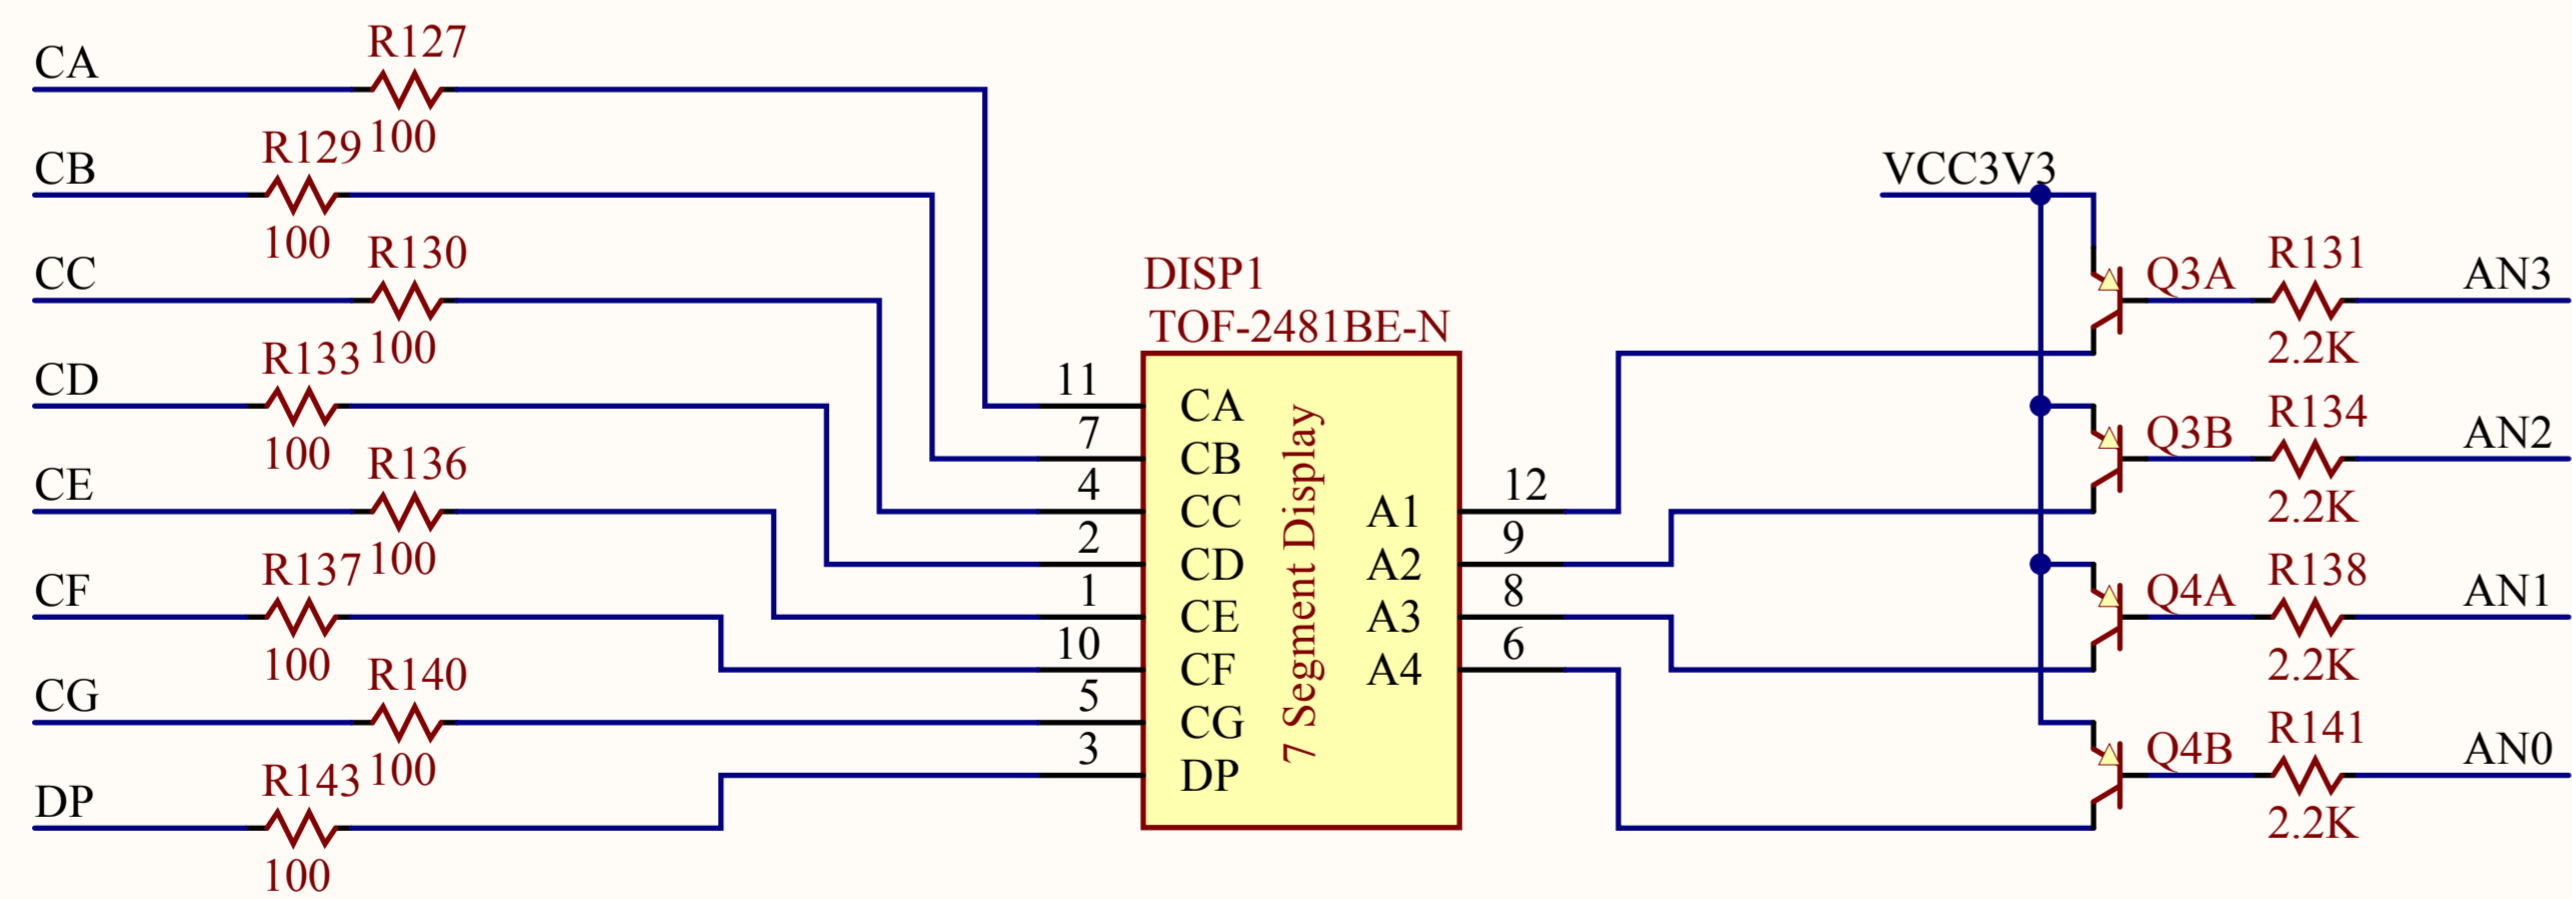 CA
R127
100
CB
R129
100
CC
R130
100
CD
R133
100
CE
R136
100
CF
R137
100
CG
R140
100
DP
R143
100
DISP1
TOF-2481BE-N
11
CA
7
CB
4
CC
2
CD
1
CE
10
CF
5
CG
3
DP
7 Segment Display
A1
12
A2
9
A3
8
A4
6
VCC3V3
Q3A
R131
2.2K
AN3
Q3B
R134
2.2K
AN2
Q4A
R138
2.2K
AN1
Q4B
R141
2.2K
AN0